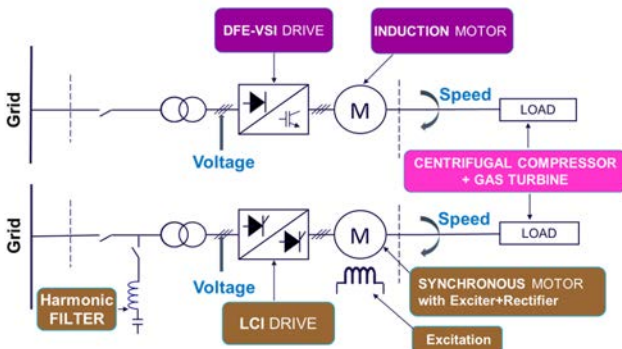 DFE-VSI DRIVE
INDUCTION MOTOR
Grid
M
Speed
LOAD
Voltage
CENTRIFUGAL COMPRESSOR
+ GAS TURBINE
Grid
M
Speed
LOAD
Voltage
Harmonic
FILTER
LCI DRIVE
SYNCHRONOUS MOTOR
with Exciter+Rectifier
Excitation